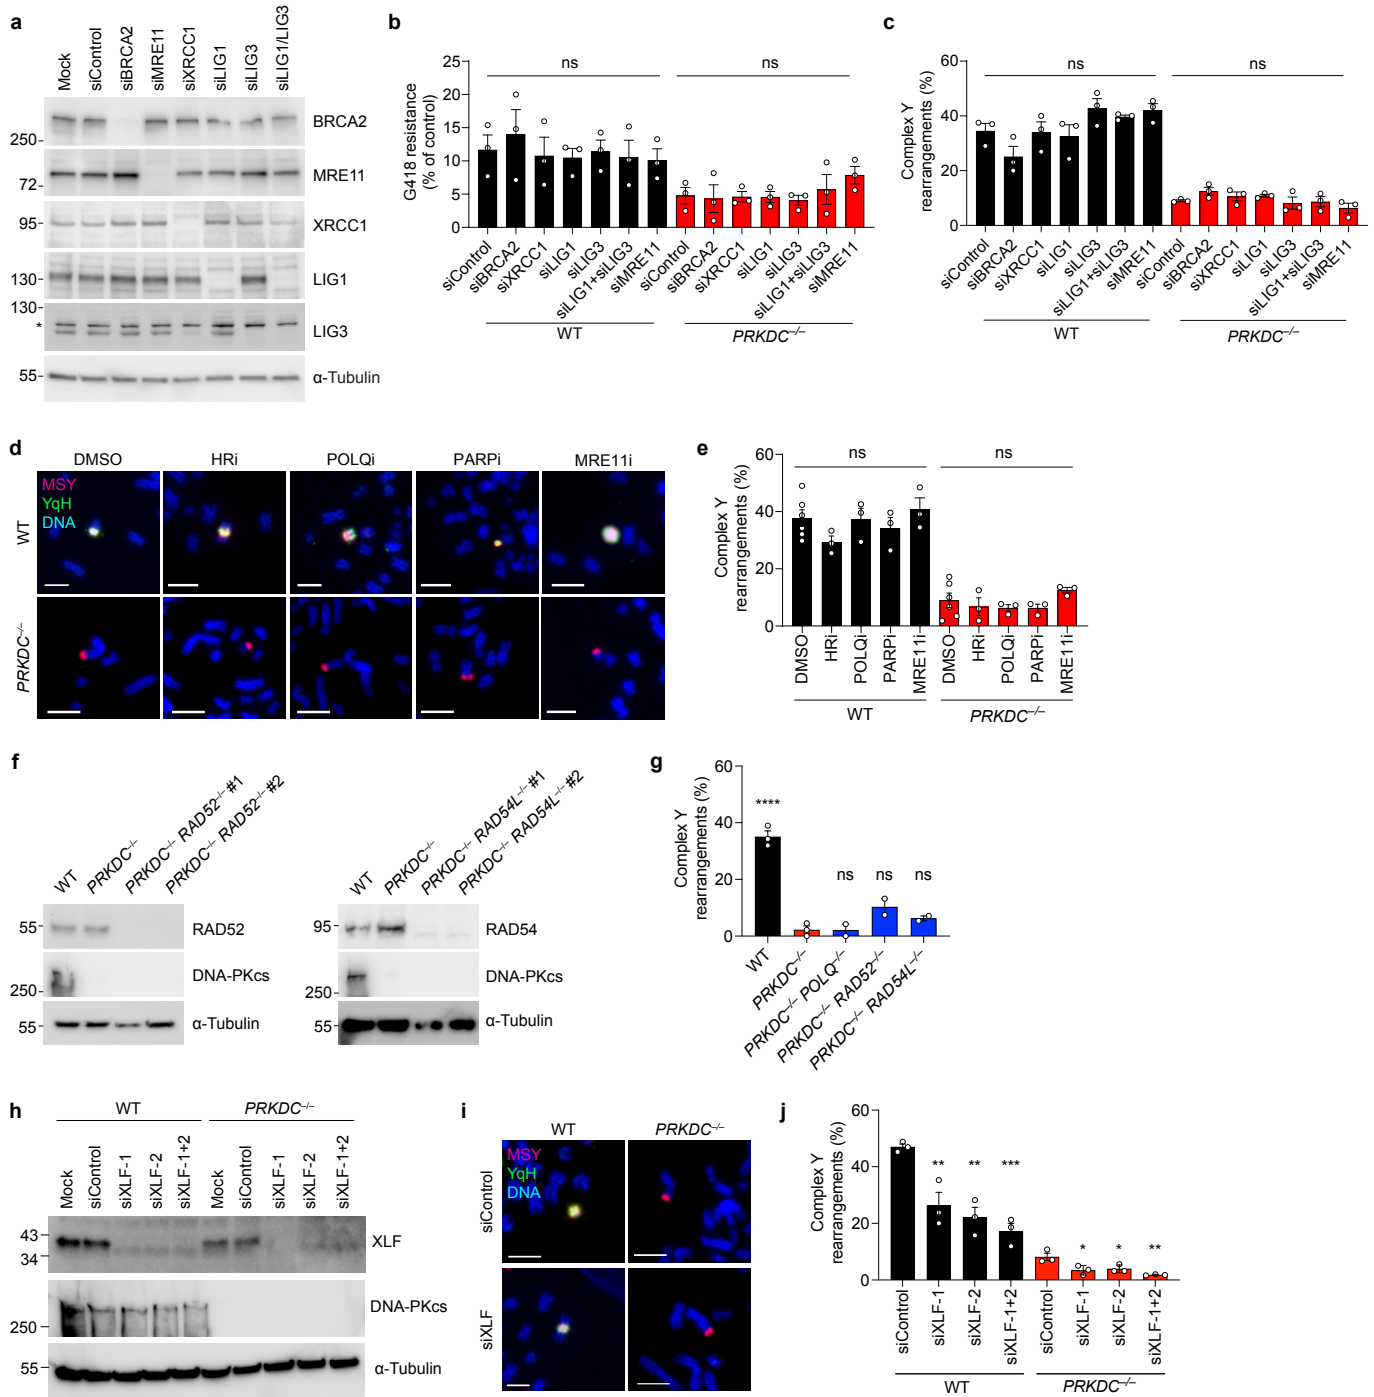 a
Mock
siControl
siBRCA2
siMRE11
siXRCC1
siLIG1
siLIG3
siLIG1/LIG3
250
BRCA2
72
MRE11
95
XRCC1
130
LIG1
130
*
LIG3
55
α-Tubulin
b
G418 resistance
(% of control)
25
20
15
10
5
0
ns
ns
siControl
siBRCA2
siXRCC1
siLIG1
siLIG3
siLIG1+siLIG3
siMRE11
siControl
siBRCA2
siXRCC1
siLIG1
siLIG3
siLIG1+siLIG3
siMRE11
WT
PRKDC–/–
c
Complex Y
rearrangements (%)
60
40
20
0
ns
ns
siControl
siBRCA2
siXRCC1
siLIG1
siLIG3
siLIG1+siLIG3
siMRE11
siControl
siBRCA2
siXRCC1
siLIG1
siLIG3
siLIG1+siLIG3
siMRE11
WT
PRKDC–/–
d
DMSO
HRi
POLQi
PARPi
MRE11i
MSY
YqH
DNA
WT
PRKDC–/–
e
Complex Y
rearrangements (%)
60
40
20
0
ns
ns
DMSO
HRi
POLQi
PARPi
MRE11i
DMSO
HRi
POLQi
PARPi
MRE11i
WT
PRKDC–/–
f
WT
PRKDC–/–
PRKDC–/– RAD52–/– #1
PRKDC–/– RAD52–/– #2
55
RAD52
DNA-PKcs
250
55
α-Tubulin
WT
PRKDC–/–
PRKDC–/– RAD54L–/– #1
PRKDC–/– RAD54L–/– #2
95
RAD54
DNA-PKcs
250
55
α-Tubulin
g
Complex Y
rearrangements (%)
60
40
20
0
****
ns
ns
ns
WT
PRKDC–/–
PRKDC–/– POLQ–/–
PRKDC–/– RAD52–/–
PRKDC–/– RAD54L–/–
h
WT
PRKDC–/–
Mock
siControl
siXLF-1
siXLF-2
siXLF-1+2
Mock
siControl
siXLF-1
siXLF-2
siXLF-1+2
43
34
XLF
DNA-PKcs
250
55
α-Tubulin
i
WT
PRKDC–/–
MSY
YqH
DNA
siControl
siXLF
j
Complex Y
rearrangements (%)
60
40
20
0
**
**
***
*
*
**
siControl
siXLF-1
siXLF-2
siXLF-1+2
siControl
siXLF-1
siXLF-2
siXLF-1+2
WT
PRKDC–/–